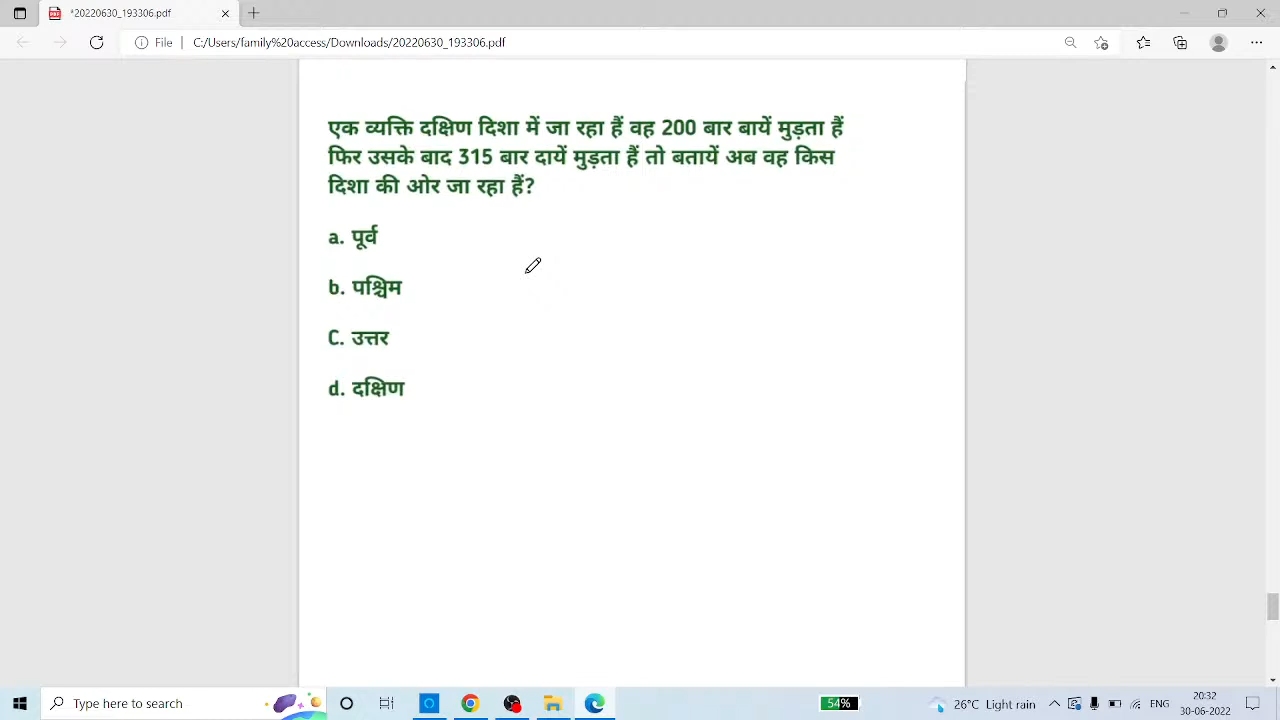 *20220630_193306.pdf
File
C:/Users/family%20access/Downloads/20220630_193306.pdf
एक व्यक्ति दक्षिण दिशा में जा रहा हैं वह 200 बार बायें मुड़ता हैं
फिर उसके बाद 315 बार दायें मुड़ता हैं तो बतायें अब वह किस
दिशा की ओर जा रहा हैं?
a. पूर्व
b. पश्चिम
C. उत्तर
d. दक्षिण
Type here to search
54%
26°C Light rain
ENG
20:32
30-06-2022